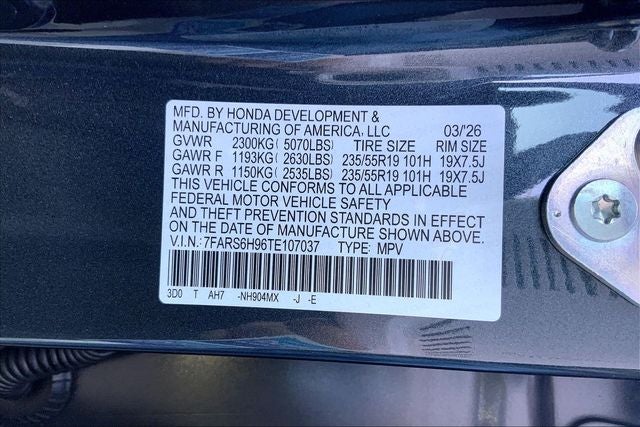 MFD. BY HONDA DEVELOPMENT &
MANUFACTURING OF AMERICA, LLC 03/'26
GVWR 2300KG ( 5070LBS) TIRE SIZE RIM SIZE
GAWR F 1193KG ( 2630LBS) 235/55R19 101H 19X7.5J
GAWR R 1150KG ( 2535LBS) 235/55R19 101H 19X7.5J
THIS VEHICLE CONFORMS TO ALL APPLICABLE
FEDERAL MOTOR VEHICLE SAFETY
AND THEFT PREVENTION STANDARDS IN EFFECT
ON THE DATE OF MANUFACTURE SHOWN ABOVE.
V.I.N.:7FARS6H96TE107037 TYPE: MPV
3D0 T AH7 -NH904MX -J -E